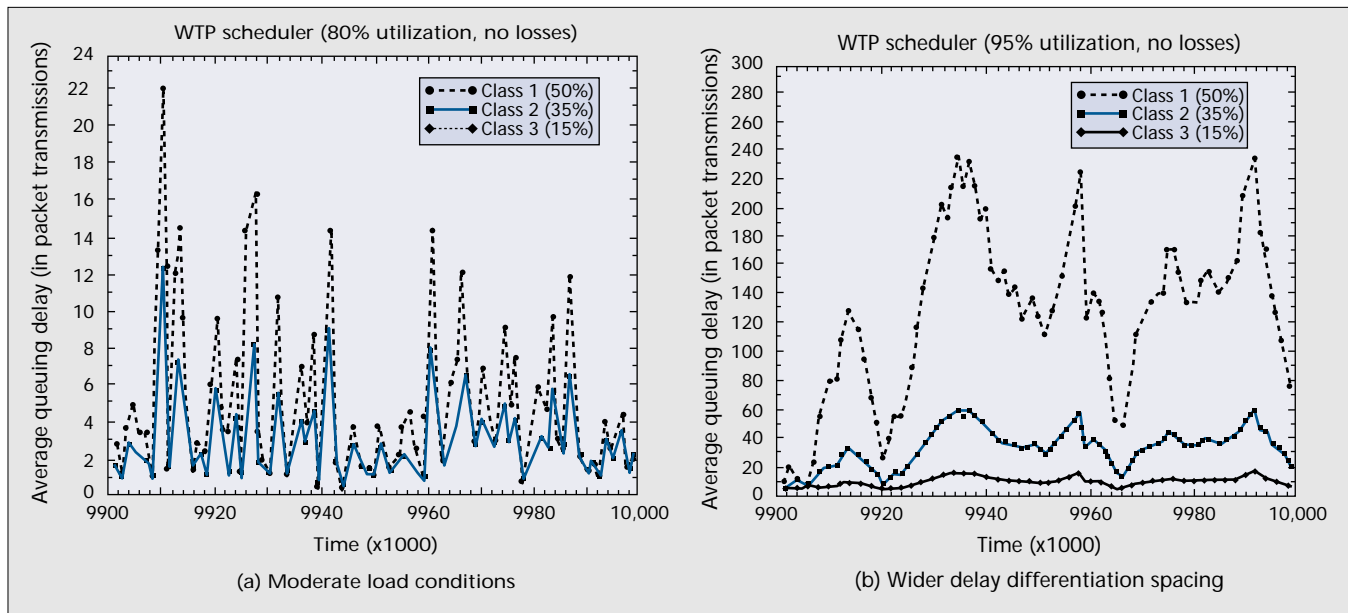 WTP scheduler (80% utilization, no losses)
Average queuing delay (in packet transmissions)
24
22
20
18
16
14
12
10
8
6
4
2
0
Class 1 (50%)
Class 2 (35%)
Class 3 (15%)
9900
9920
9940
9960
9980
10,000
Time (x1000)
(a) Moderate load conditions
WTP scheduler (95% utilization, no losses)
Average queuing delay (in packet transmissions)
300
280
260
240
220
200
180
160
140
120
100
80
60
40
20
0
Class 1 (50%)
Class 2 (35%)
Class 3 (15%)
9900
9920
9940
9960
9980
10,000
Time (x1000)
(b) Wider delay differentiation spacing